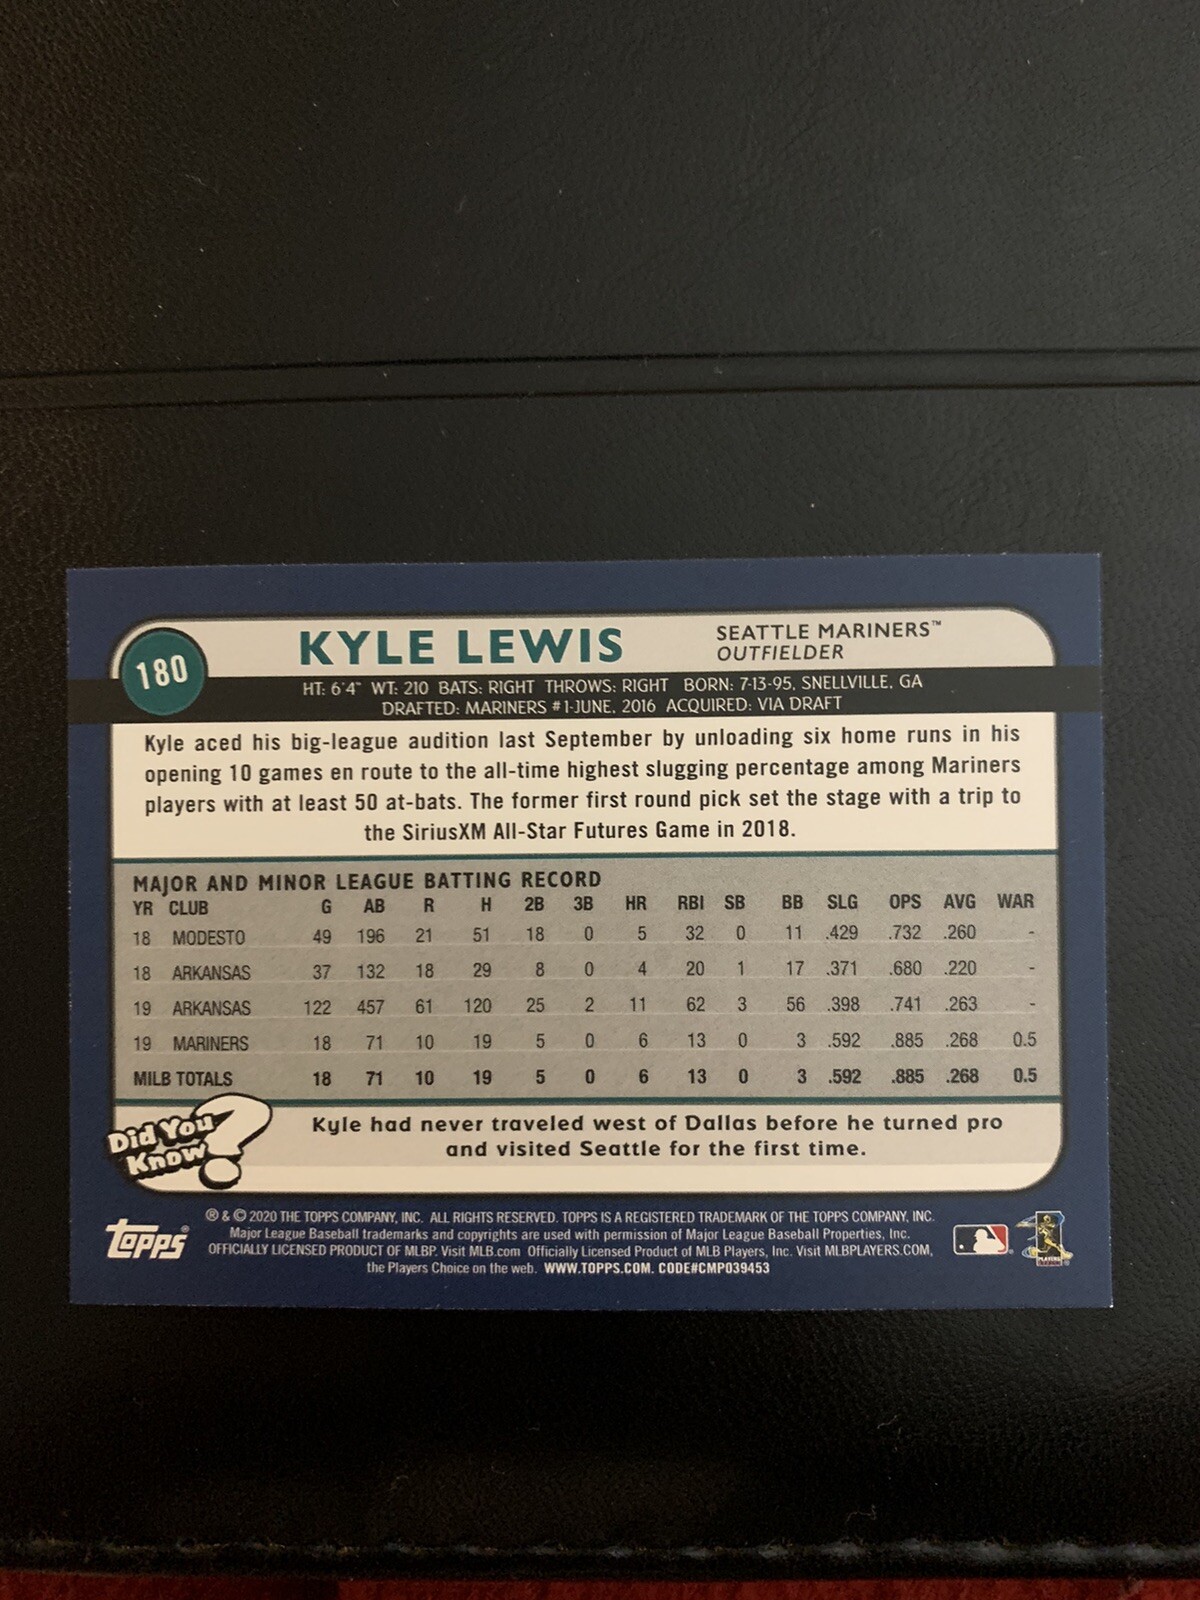 180
KYLE LEWIS
SEATTLE MARINERS™
OUTFIELDER
HT: 6'4" WT: 210 BATS: RIGHT THROWS: RIGHT BORN: 7-13-95, SNELLVILLE, GA
DRAFTED: MARINERS #1-JUNE, 2016 ACQUIRED: VIA DRAFT
Kyle aced his big-league audition last September by unloading six home runs in his
opening 10 games en route to the all-time highest slugging percentage among Mariners
players with at least 50 at-bats. The former first round pick set the stage with a trip to
the SiriusXM All-Star Futures Game in 2018.
MAJOR AND MINOR LEAGUE BATTING RECORD
YR CLUB G AB R H 2B 3B HR RBI SB BB SLG OPS AVG WAR
18 MODESTO 49 196 21 51 18 0 5 32 0 11 .429 .732 .260 -
18 ARKANSAS 37 132 18 29 8 0 4 20 1 17 .371 .680 .220 -
19 ARKANSAS 122 457 61 120 25 2 11 62 3 56 .398 .741 .263 -
19 MARINERS 18 71 10 19 5 0 6 13 0 3 .592 .885 .268 0.5
MILB TOTALS 18 71 10 19 5 0 6 13 0 3 .592 .885 .268 0.5
Did You
Know?
Kyle had never traveled west of Dallas before he turned pro
and visited Seattle for the first time.
topps®
® & © 2020 THE TOPPS COMPANY, INC. ALL RIGHTS RESERVED. TOPPS IS A REGISTERED TRADEMARK OF THE TOPPS COMPANY, INC.
Major League Baseball trademarks and copyrights are used with permission of Major League Baseball Properties, Inc.
OFFICIALLY LICENSED PRODUCT OF MLBP. Visit MLB.com Officially Licensed Product of MLB Players, Inc. Visit MLBPLAYERS.COM,
the Players Choice on the web. WWW.TOPPS.COM. CODE#CMP039453